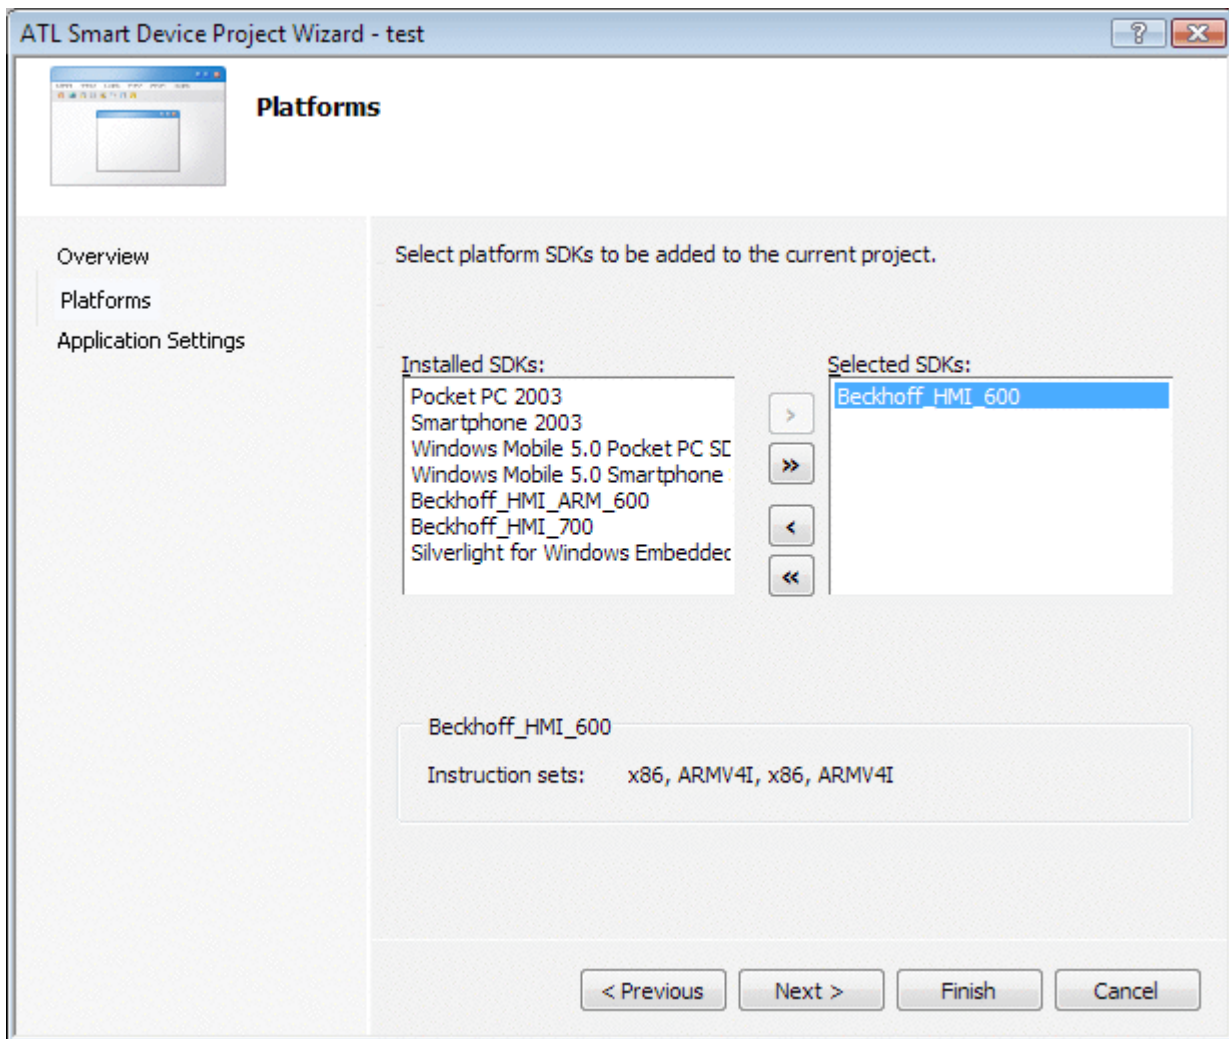 ATL Smart Device Project Wizard - test
Platforms
Overview
Platforms
Application Settings
Select platform SDKs to be added to the current project.
Installed SDKs:
Pocket PC 2003
Smartphone 2003
Windows Mobile 5.0 Pocket PC SD
Windows Mobile 5.0 Smartphone
Beckhoff_HMI_ARM_600
Beckhoff_HMI_700
Silverlight for Windows Embedded
>
>>
<
<<
Selected SDKs:
Beckhoff_HMI_600
Beckhoff_HMI_600
Instruction sets: x86, ARMV4I, x86, ARMV4I
< Previous
Next >
Finish
Cancel